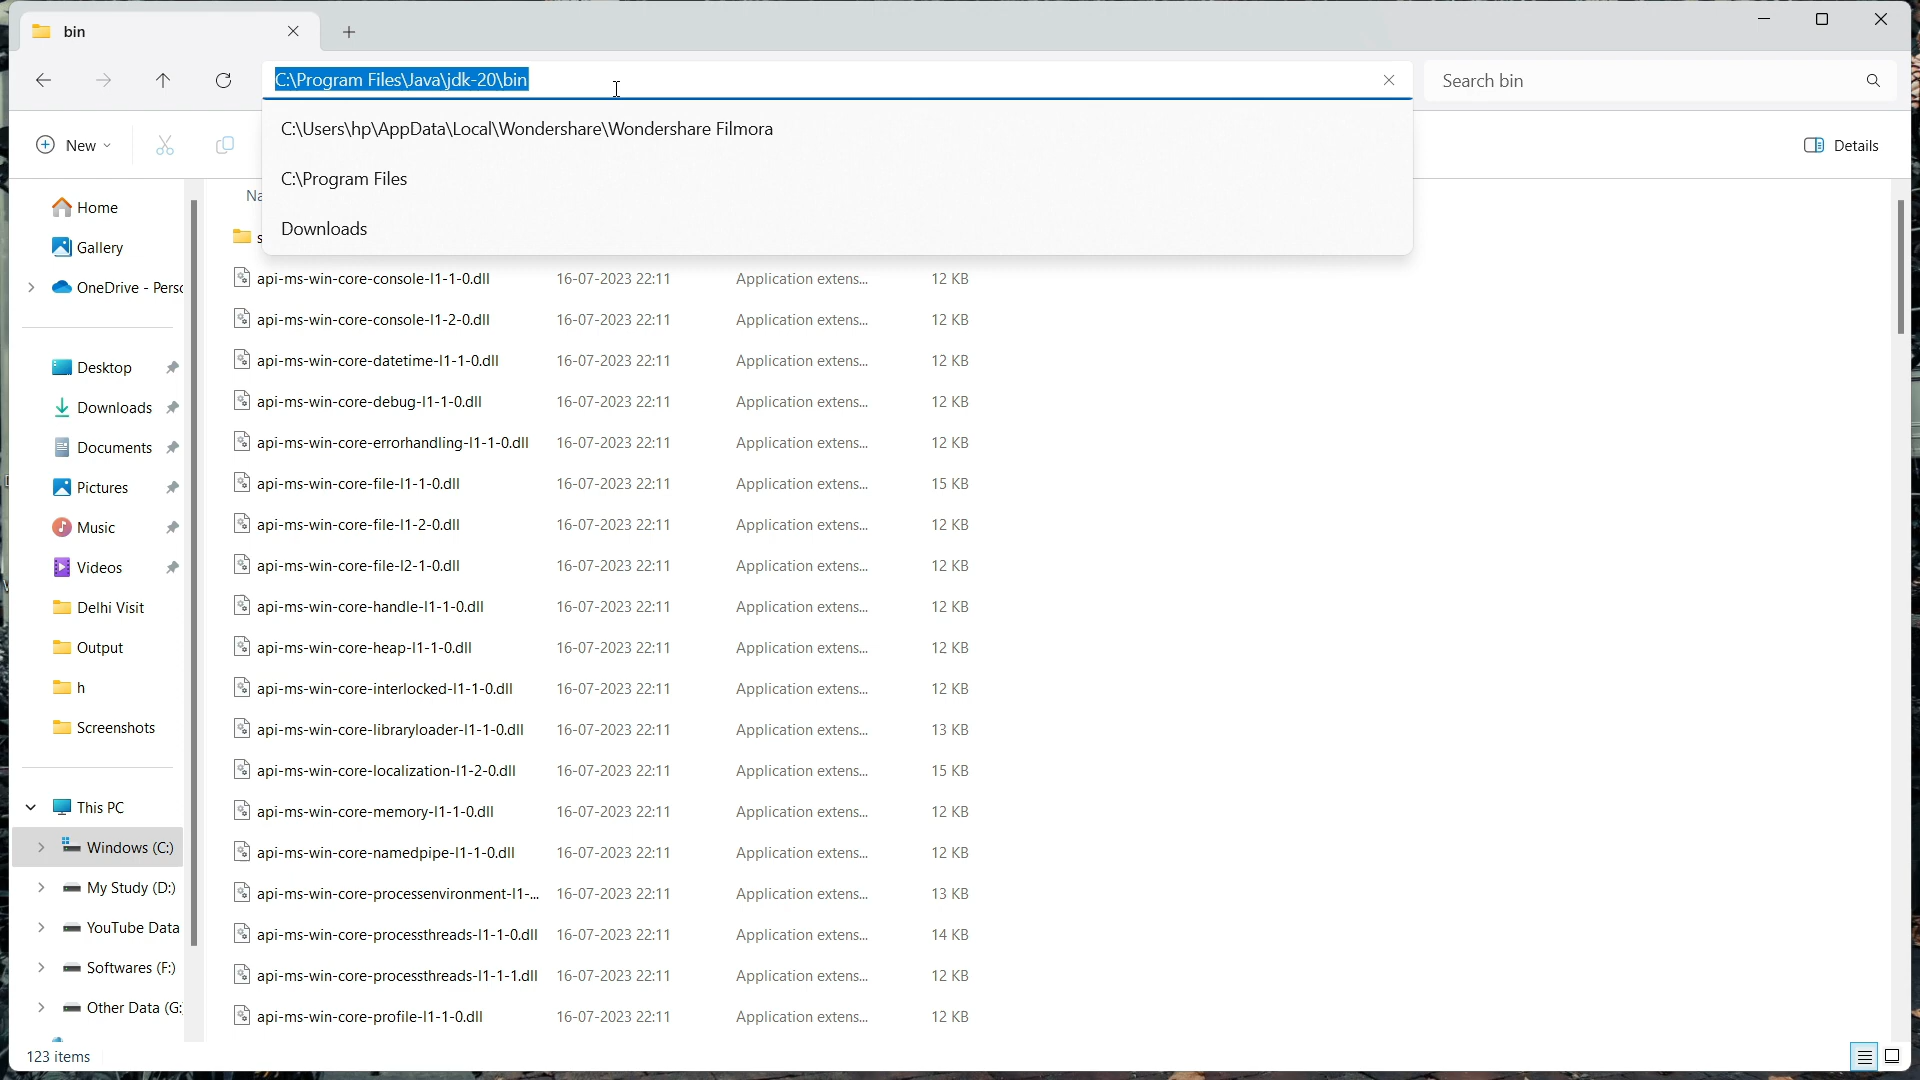 bin
C:\Program Files\Java\jdk-20\bin
Search bin
C:\Users\hp\AppData\Local\Wondershare\Wondershare Filmora
C:\Program Files
Downloads
New
Details
Home
Gallery
OneDrive - Perso
Desktop
Downloads
Documents
Pictures
Music
Videos
Delhi Visit
Output
h
Screenshots
This PC
Windows (C:)
My Study (D:)
YouTube Data
Softwares (F:)
Other Data (G:
Na
s
api-ms-win-core-console-l1-1-0.dll 16-07-2023 22:11 Application extens... 12 KB
api-ms-win-core-console-l1-2-0.dll 16-07-2023 22:11 Application extens... 12 KB
api-ms-win-core-datetime-l1-1-0.dll 16-07-2023 22:11 Application extens... 12 KB
api-ms-win-core-debug-l1-1-0.dll 16-07-2023 22:11 Application extens... 12 KB
api-ms-win-core-errorhandling-l1-1-0.dll 16-07-2023 22:11 Application extens... 12 KB
api-ms-win-core-file-l1-1-0.dll 16-07-2023 22:11 Application extens... 15 KB
api-ms-win-core-file-l1-2-0.dll 16-07-2023 22:11 Application extens... 12 KB
api-ms-win-core-file-l2-1-0.dll 16-07-2023 22:11 Application extens... 12 KB
api-ms-win-core-handle-l1-1-0.dll 16-07-2023 22:11 Application extens... 12 KB
api-ms-win-core-heap-l1-1-0.dll 16-07-2023 22:11 Application extens... 12 KB
api-ms-win-core-interlocked-l1-1-0.dll 16-07-2023 22:11 Application extens... 12 KB
api-ms-win-core-libraryloader-l1-1-0.dll 16-07-2023 22:11 Application extens... 13 KB
api-ms-win-core-localization-l1-2-0.dll 16-07-2023 22:11 Application extens... 15 KB
api-ms-win-core-memory-l1-1-0.dll 16-07-2023 22:11 Application extens... 12 KB
api-ms-win-core-namedpipe-l1-1-0.dll 16-07-2023 22:11 Application extens... 12 KB
api-ms-win-core-processenvironment-l1-... 16-07-2023 22:11 Application extens... 13 KB
api-ms-win-core-processthreads-l1-1-0.dll 16-07-2023 22:11 Application extens... 14 KB
api-ms-win-core-processthreads-l1-1-1.dll 16-07-2023 22:11 Application extens... 12 KB
api-ms-win-core-profile-l1-1-0.dll 16-07-2023 22:11 Application extens... 12 KB
123 items